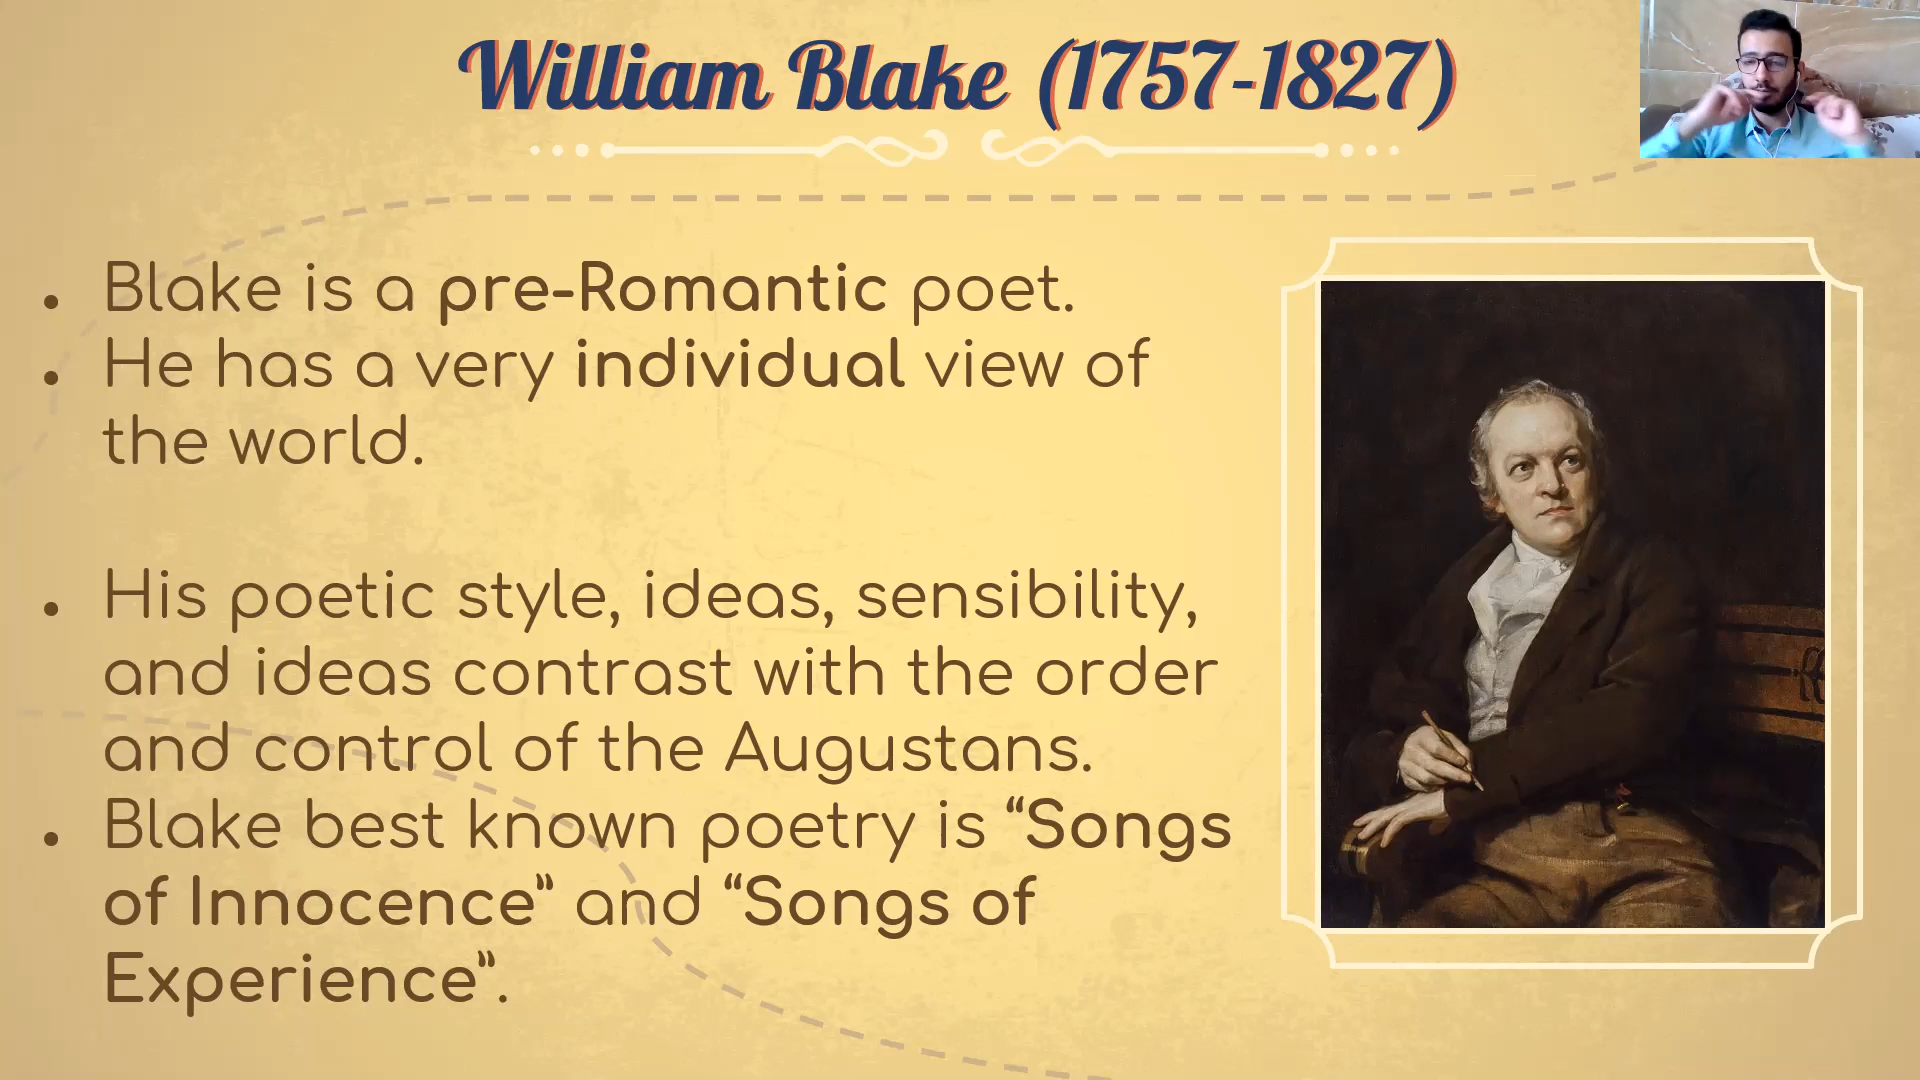 William Blake (1757-1827)
• Blake is a pre-Romantic poet.
• He has a very individual view of
the world.
• His poetic style, ideas, sensibility,
and ideas contrast with the order
and control of the Augustans.
• Blake best known poetry is “Songs
of Innocence” and “Songs of
Experience”.